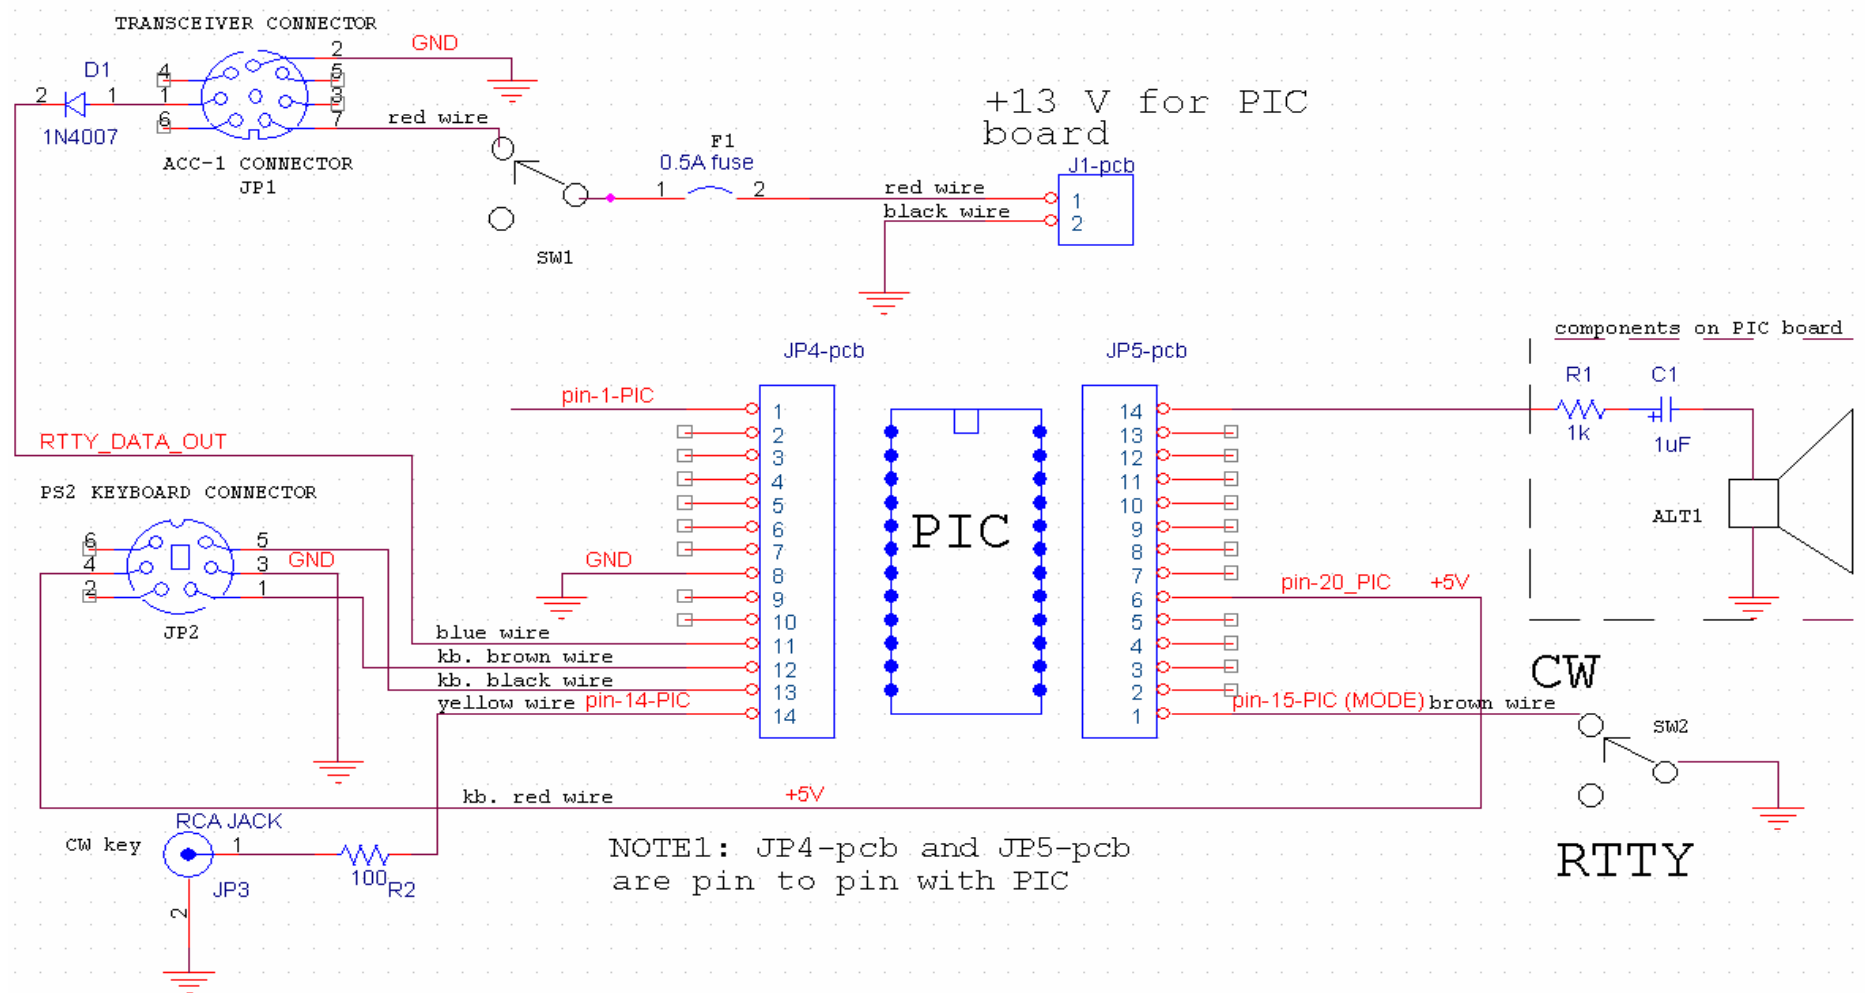 TRANSCEIVER CONNECTOR
D1
2
1
1N4007
4
1
6
2
5
3
7
GND
red wire
ACC-1 CONNECTOR
JP1
SW1
F1
0.5A fuse
1
2
+13 V for PIC
board
J1-pcb
red wire
1
black wire
2
JP4-pcb
JP5-pcb
components on PIC board
pin-1-PIC
1
2
3
4
5
6
7
8
9
10
11
12
13
14
GND
PIC
14
13
12
11
10
9
8
7
6
5
4
3
2
1
R1
1k
C1
+
1uF
ALT1
RTTY_DATA_OUT
PS2 KEYBOARD CONNECTOR
6
4
2
5
3
1
GND
JP2
blue wire
kb. brown wire
kb. black wire
yellow wire
pin-14-PIC
pin-20_PIC
+5V
pin-15-PIC (MODE)
brown wire
CW
SW2
RTTY
kb. red wire
+5V
RCA JACK
CW key
1
JP3
2
100
R2
NOTE1: JP4-pcb and JP5-pcb
are pin to pin with PIC